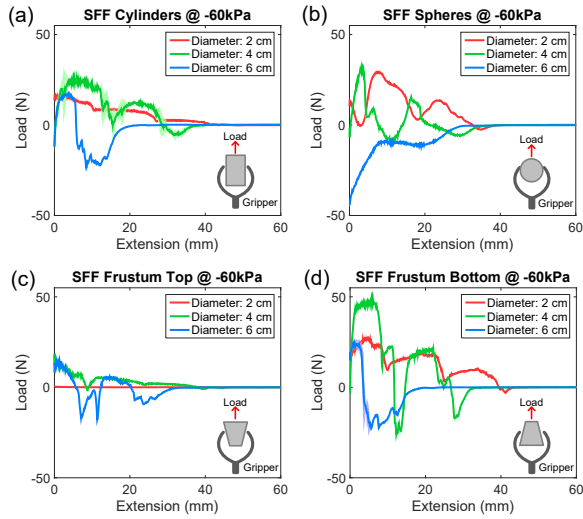 (a)
SFF Cylinders @ -60kPa
50
0
-50
Load (N)
Diameter: 2 cm
Diameter: 4 cm
Diameter: 6 cm
Load
Gripper
0 20 40 60
Extension (mm)
(b)
SFF Spheres @ -60kPa
50
0
-50
Load (N)
Diameter: 2 cm
Diameter: 4 cm
Diameter: 6 cm
Load
Gripper
0 20 40 60
Extension (mm)
(c)
SFF Frustum Top @ -60kPa
50
0
-50
Load (N)
Diameter: 2 cm
Diameter: 4 cm
Diameter: 6 cm
Load
Gripper
0 20 40 60
Extension (mm)
(d)
SFF Frustum Bottom @ -60kPa
50
0
-50
Load (N)
Diameter: 2 cm
Diameter: 4 cm
Diameter: 6 cm
Load
Gripper
0 20 40 60
Extension (mm)